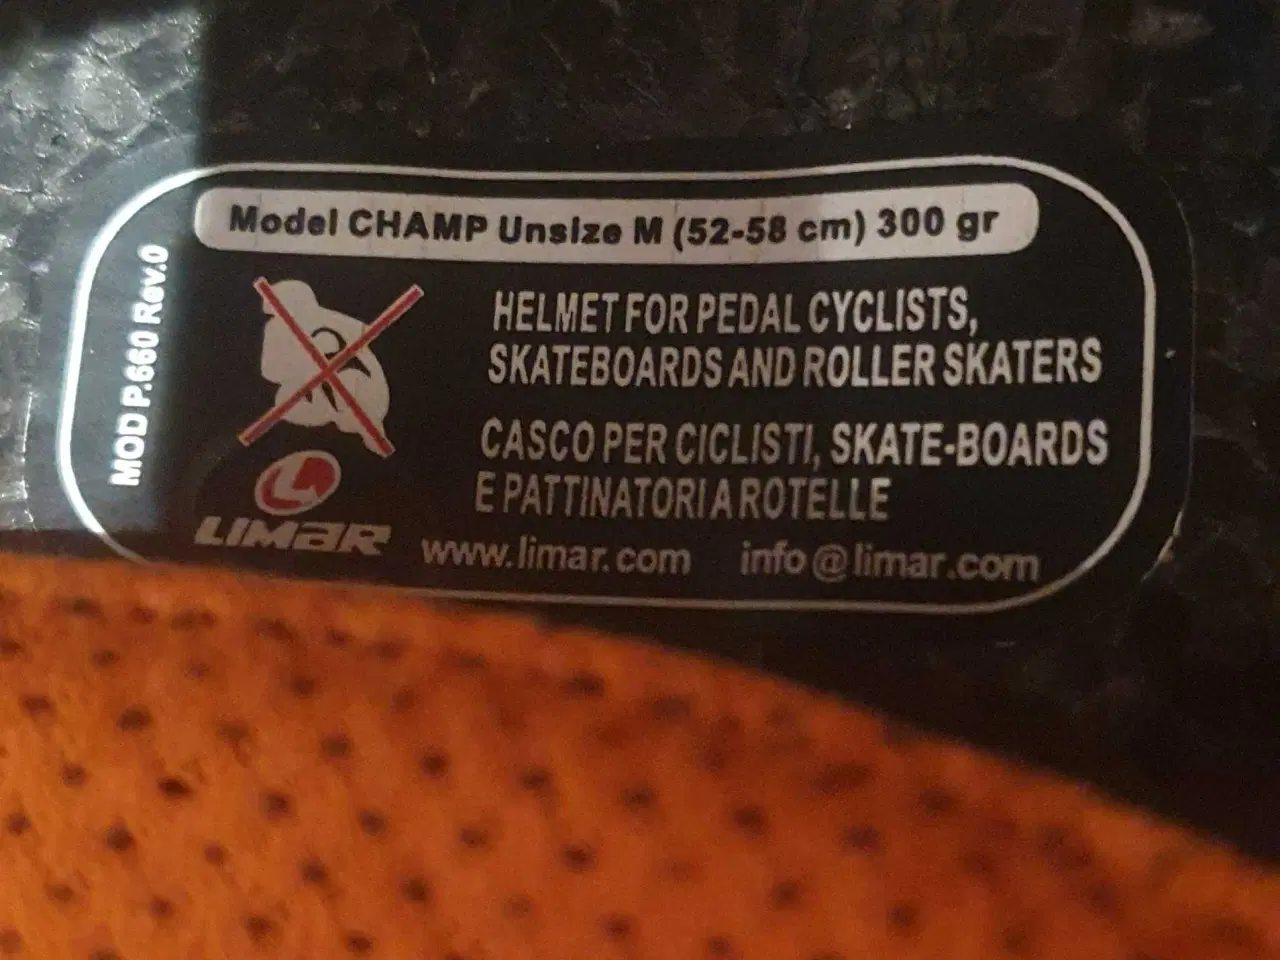 Model CHAMP Unsize M (52-58 cm) 300 gr
MOD P.660 Rev.0
HELMET FOR PEDAL CYCLISTS,
SKATEBOARDS AND ROLLER SKATERS
CASCO PER CICLISTI, SKATE-BOARDS
E PATTINATORI A ROTELLE
LIMAR
www.limar.com info@limar.com